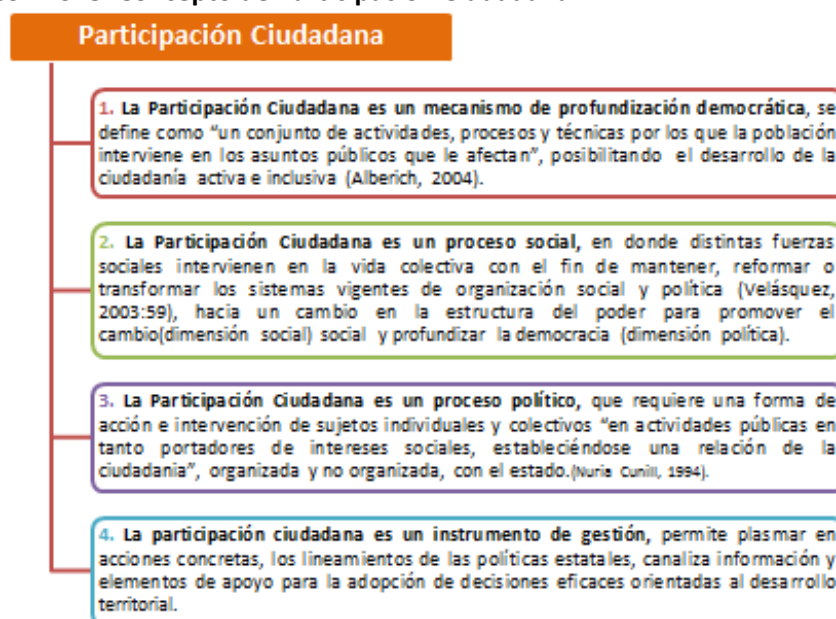 Participación Ciudadana
1. La Participación Ciudadana es un mecanismo de profundización democrática, se
define como “un conjunto de actividades, procesos y técnicas por los que la población
interviene en los asuntos públicos que le afectan”, posibilitando el desarrollo de la
ciudadanía activa e inclusiva (Alberich, 2004).
2. La Participación Ciudadana es un proceso social, en donde distintas fuerzas
sociales intervienen en la vida colectiva con el fin de mantener, reformar o
transformar los sistemas vigentes de organización social y política (Velásquez,
2003:59), hacia un cambio en la estructura del poder para promover el
cambio(dimensión social) social y profundizar la democracia (dimensión política).
3. La Participación Ciudadana es un proceso político, que requiere una forma de
acción e intervención de sujetos individuales y colectivos “en actividades públicas en
tanto portadores de intereses sociales, estableciéndose una relación de la
ciudadania”, organizada y no organizada, con el estado.(Nuria Cunill, 1994).
4. La participación ciudadana es un instrumento de gestión, permite plasmar en
acciones concretas, los lineamientos de las políticas estatales, canaliza información y
elementos de apoyo para la adopción de decisiones eficaces orientadas al desarrollo
territorial.